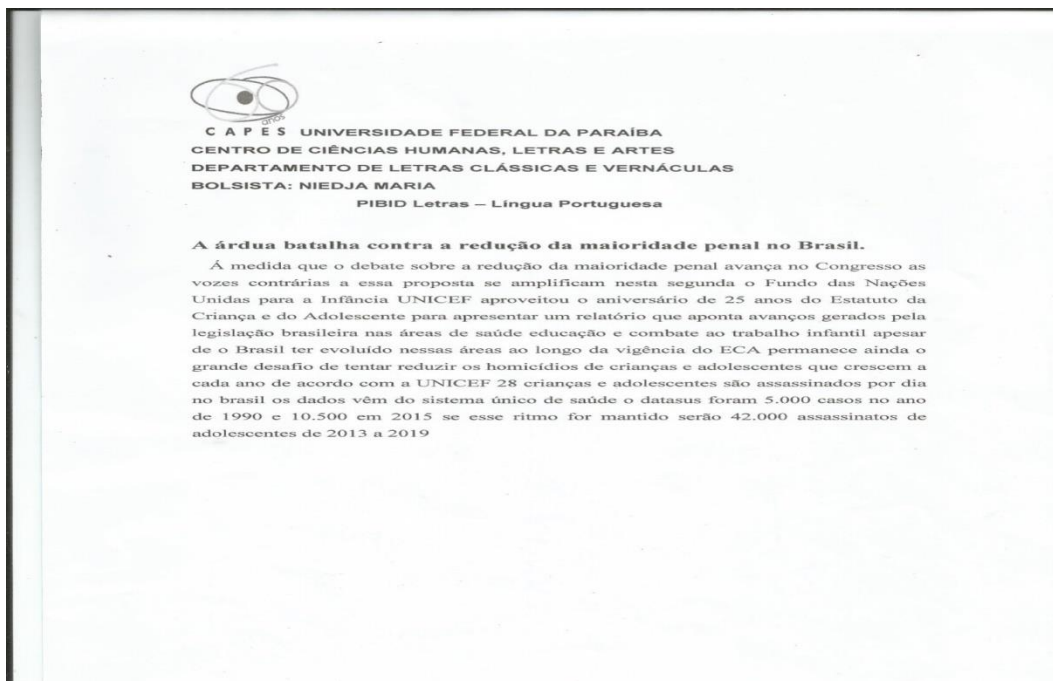 anos
CAPES UNIVERSIDADE FEDERAL DA PARAÍBA
CENTRO DE CIÊNCIAS HUMANAS, LETRAS E ARTES
DEPARTAMENTO DE LETRAS CLÁSSICAS E VERNÁCULAS
BOLSISTA: NIEDJA MARIA
PIBID Letras – Língua Portuguesa
A árdua batalha contra a redução da maioridade penal no Brasil.
Á medida que o debate sobre a redução da maioridade penal avança no Congresso as
vozes contrárias a essa proposta se amplificam nesta segunda o Fundo das Nações
Unidas para a Infância UNICEF aproveitou o aniversário de 25 anos do Estatuto da
Criança e do Adolescente para apresentar um relatório que aponta avanços gerados pela
legislação brasileira nas áreas de saúde educação e combate ao trabalho infantil apesar
de o Brasil ter evoluído nessas áreas ao longo da vigência do ECA permanece ainda o
grande desafio de tentar reduzir os homicídios de crianças e adolescentes que crescem a
cada ano de acordo com a UNICEF 28 crianças e adolescentes são assassinados por dia
no brasil os dados vêm do sistema único de saúde o datasus foram 5.000 casos no ano
de 1990 e 10.500 em 2015 se esse ritmo for mantido serão 42.000 assassinatos de
adolescentes de 2013 a 2019